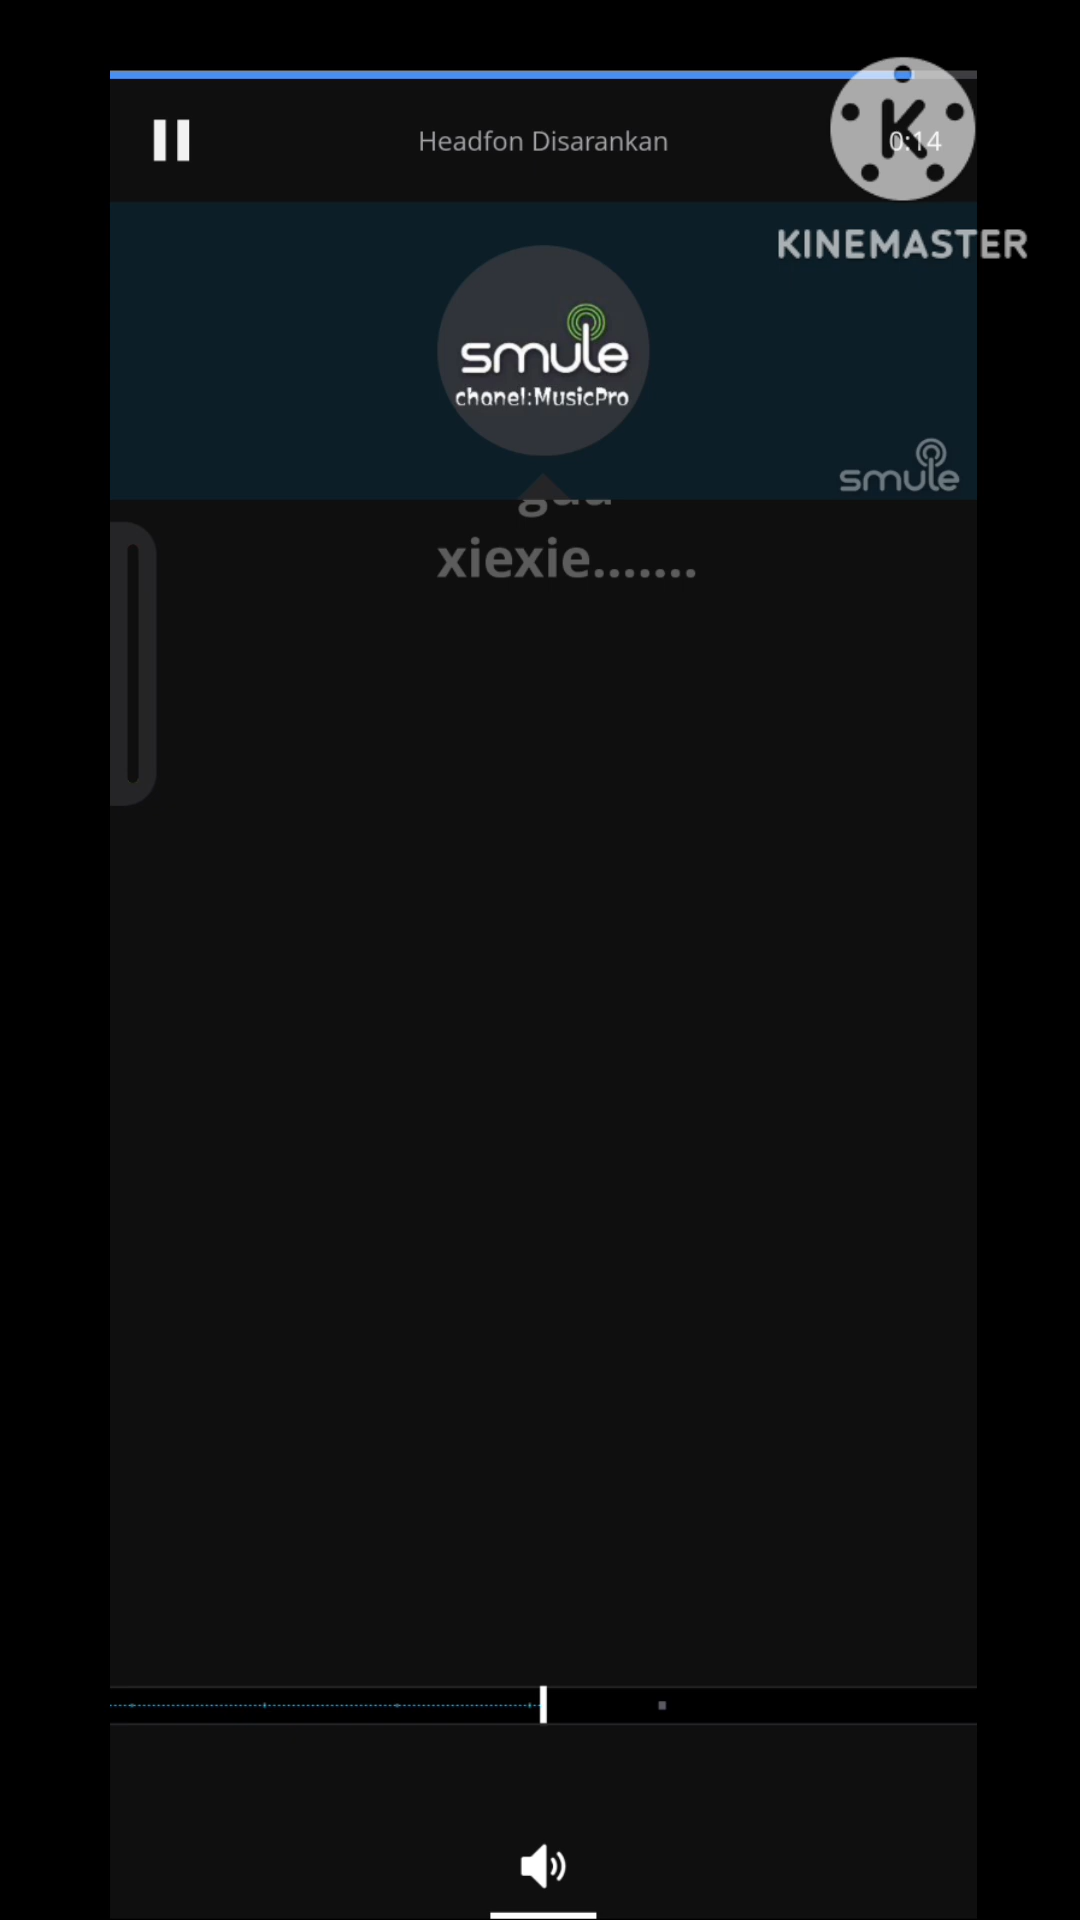 Headfon Disarankan
0:14
KINEMASTER
smule
chanel:MusicPro
smule
xiexie.......